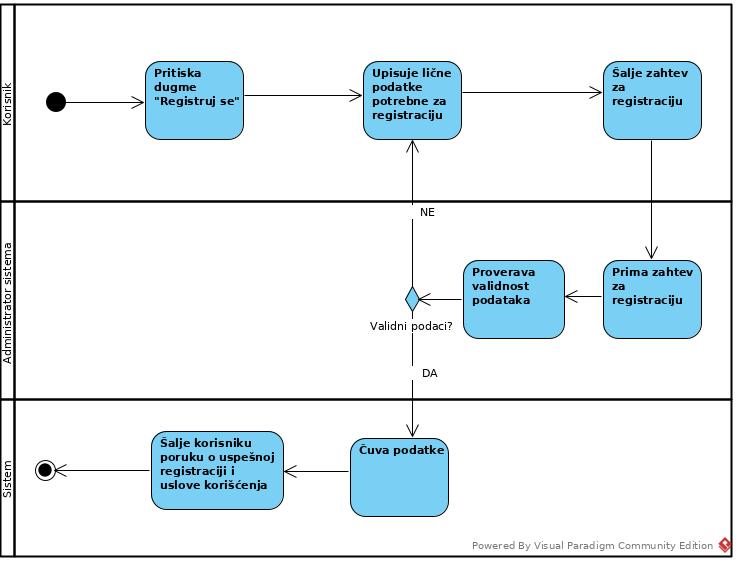 Korisnik
Pritiska
dugme
"Registruj se"
Upisuje lične
podatke
potrebne za
registraciju
Šalje zahtev
za
registraciju
NE
Administrator sistema
Proverava
validnost
podataka
Prima zahtev
za
registraciju
Validni podaci?
DA
Sistem
Šalje korisniku
poruku o uspešnoj
registraciji i
uslove korišćenja
Čuva podatke
Powered By Visual Paradigm Community Edition